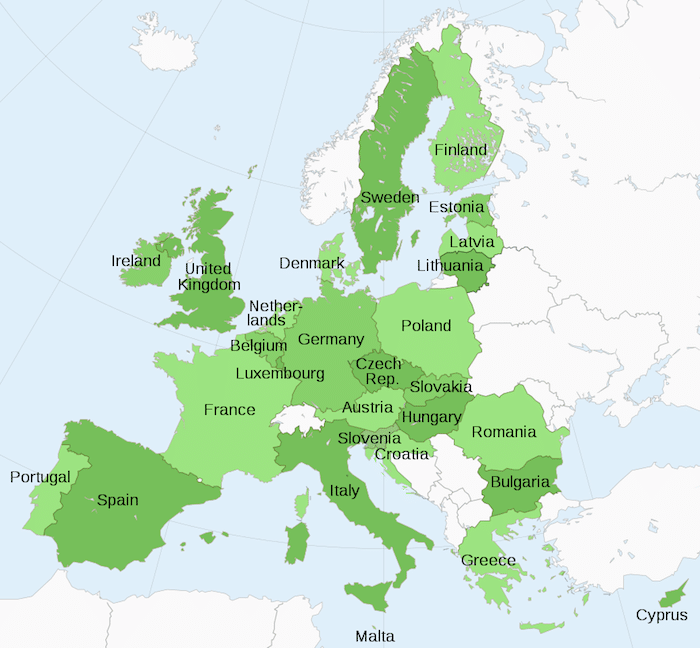 Finland
Sweden
Estonia
Latvia
Ireland
Denmark
Lithuania
United
Kingdom
Nether-
lands
Poland
Belgium
Germany
Luxembourg
Czech
Rep.
Slovakia
France
Austria
Hungary
Romania
Slovenia
Croatia
Portugal
Spain
Italy
Bulgaria
Greece
Cyprus
Malta